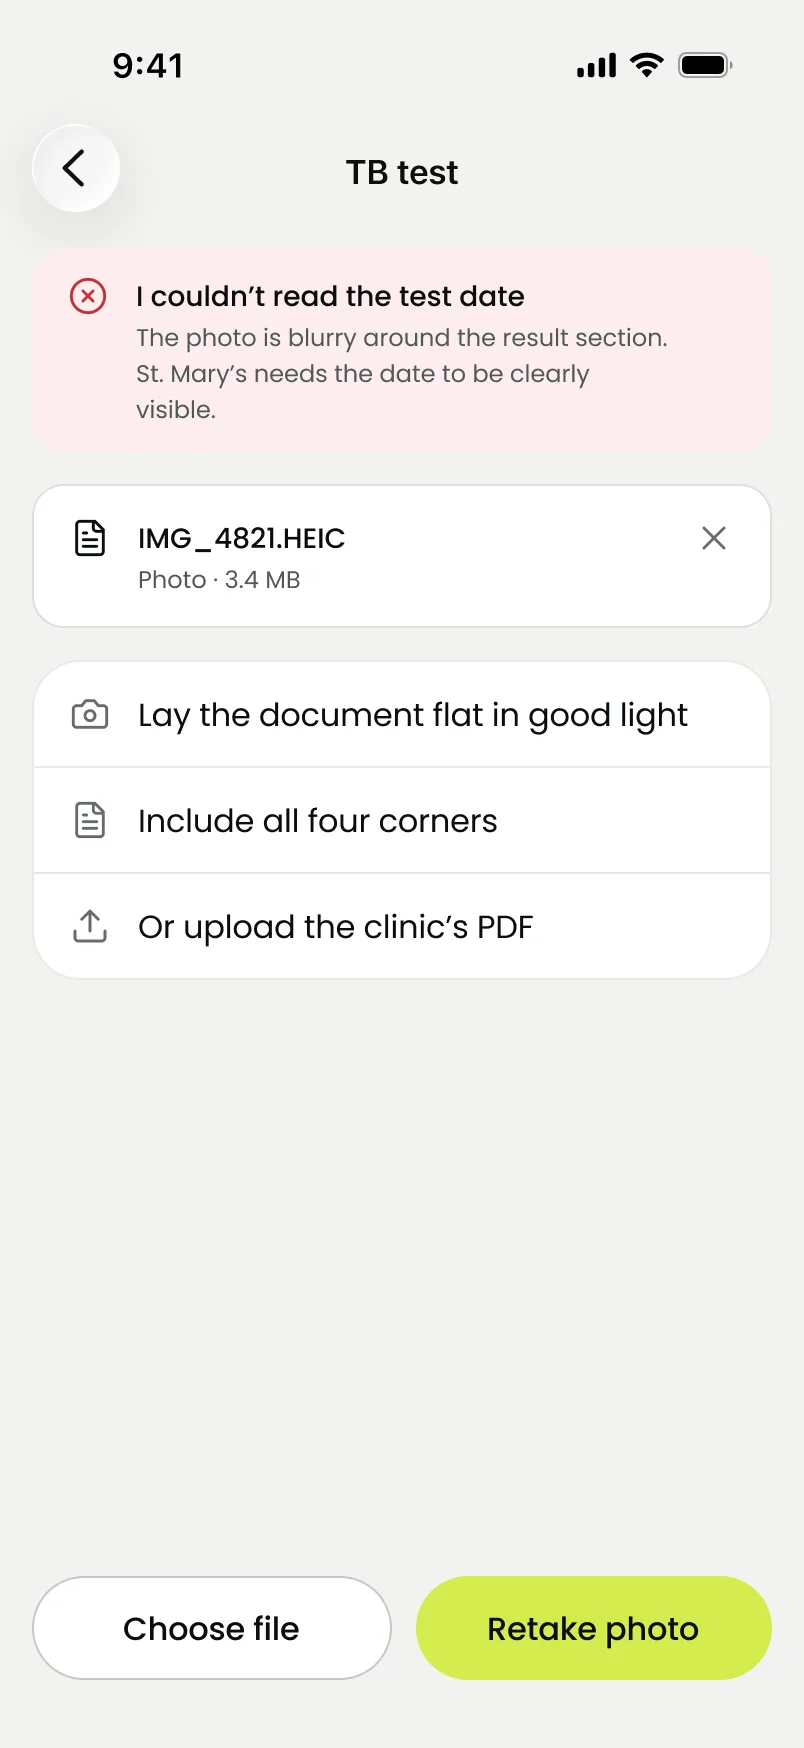 9:41
TB test
I couldn’t read the test date
The photo is blurry around the result section.
St. Mary’s needs the date to be clearly
visible.
IMG_4821.HEIC
Photo · 3.4 MB
Lay the document flat in good light
Include all four corners
Or upload the clinic’s PDF
Choose file
Retake photo